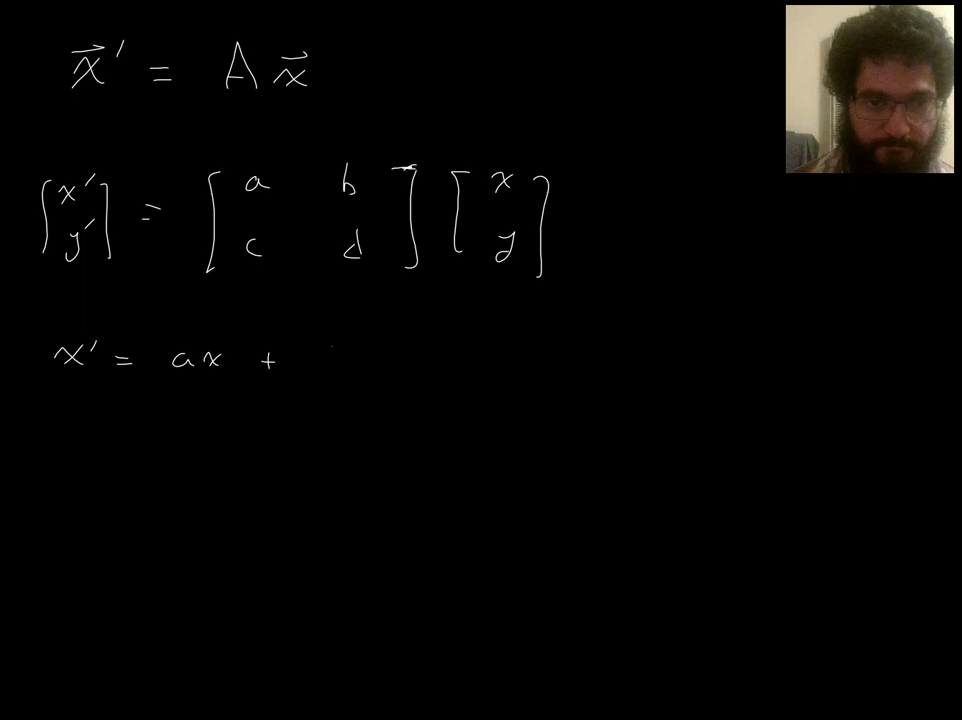 x⃗′ = A x⃗
[x′ y′] = [a b c d] [x y]
x′ = ax +